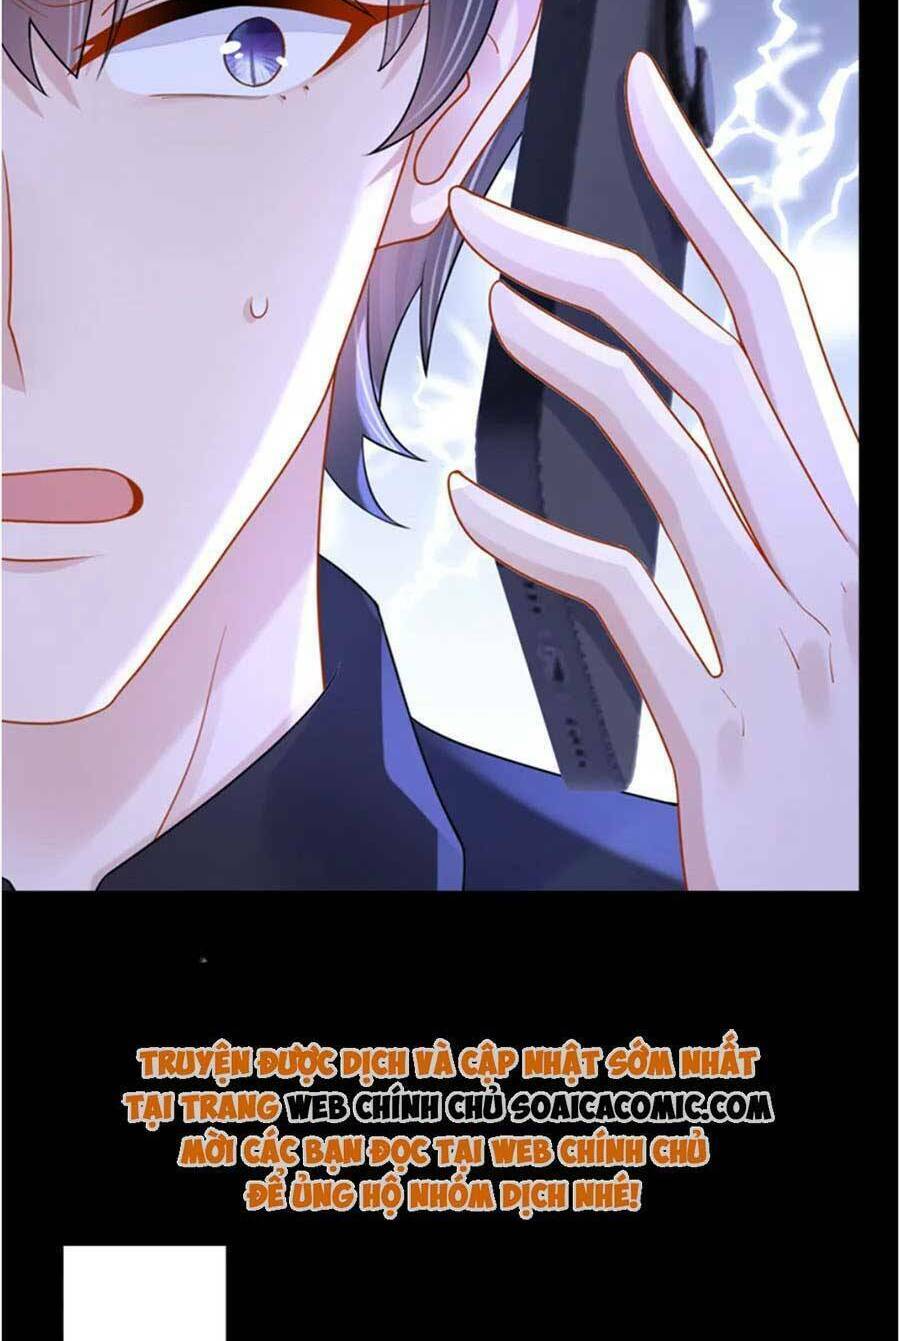 TRUYỆN ĐƯỢC DỊCH VÀ CẬP NHẬT SỚM NHẤT
TẠI TRANG WEB CHÍNH CHỦ SOAICACOMIC.COM
MỜI CÁC BẠN ĐỌC TẠI WEB CHÍNH CHỦ
ĐỂ ỦNG HỘ NHÓM DỊCH NHÉ!